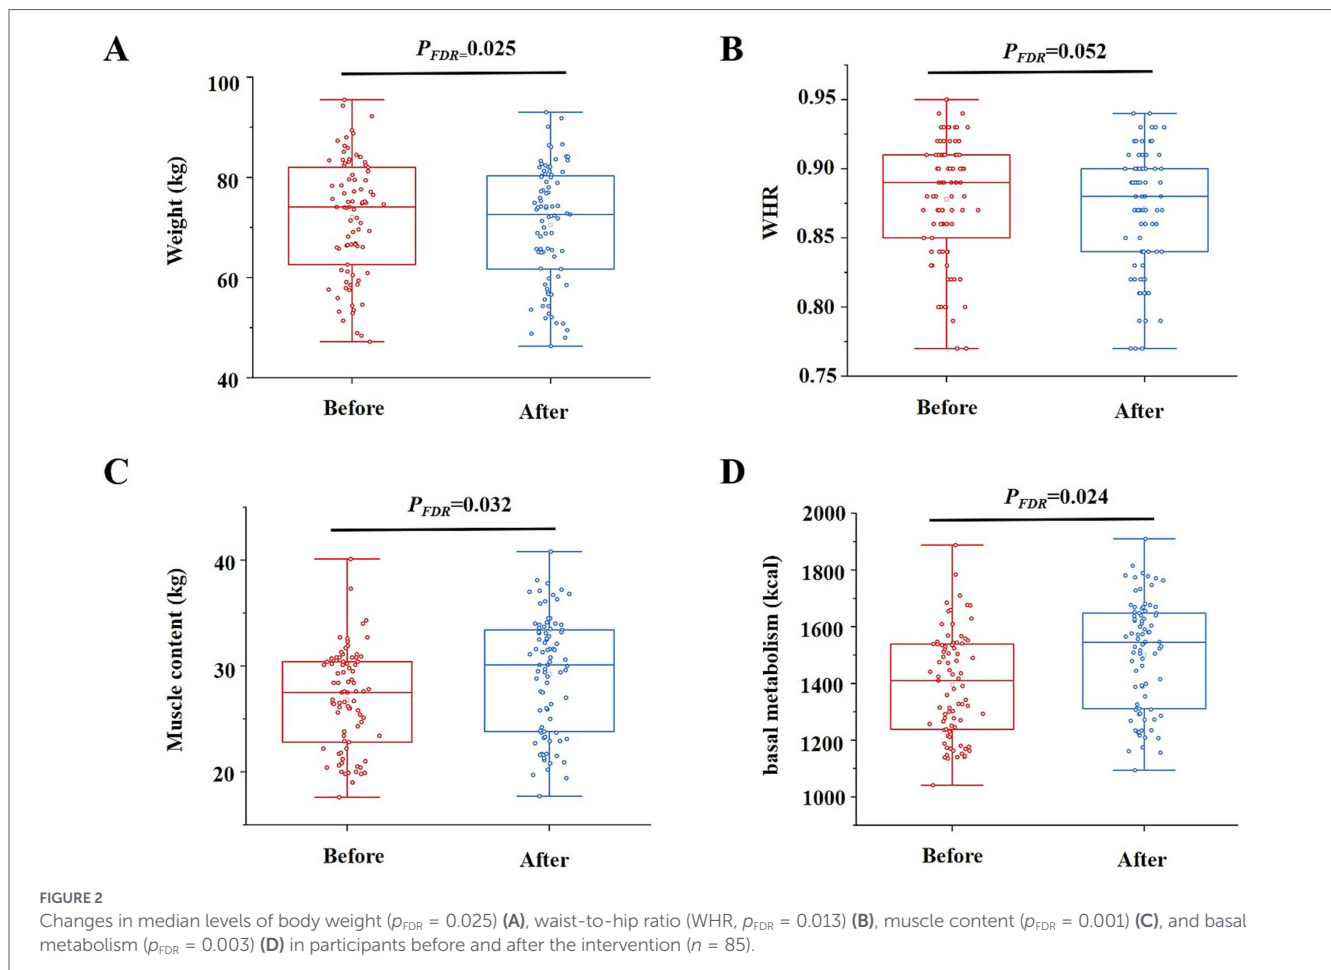 A
P_FDR=0.025
100
80
60
40
Weight (kg)
Before
After
B
P_FDR=0.052
0.95
0.90
0.85
0.80
0.75
WHR
Before
After
C
P_FDR=0.032
40
30
20
Muscle content (kg)
Before
After
D
P_FDR=0.024
2000
1800
1600
1400
1200
1000
basal metabolism (kcal)
Before
After
FIGURE 2
Changes in median levels of body weight (p_FDR = 0.025) (A), waist-to-hip ratio (WHR, p_FDR = 0.013) (B), muscle content (p_FDR = 0.001) (C), and basal
metabolism (p_FDR = 0.003) (D) in participants before and after the intervention (n = 85).